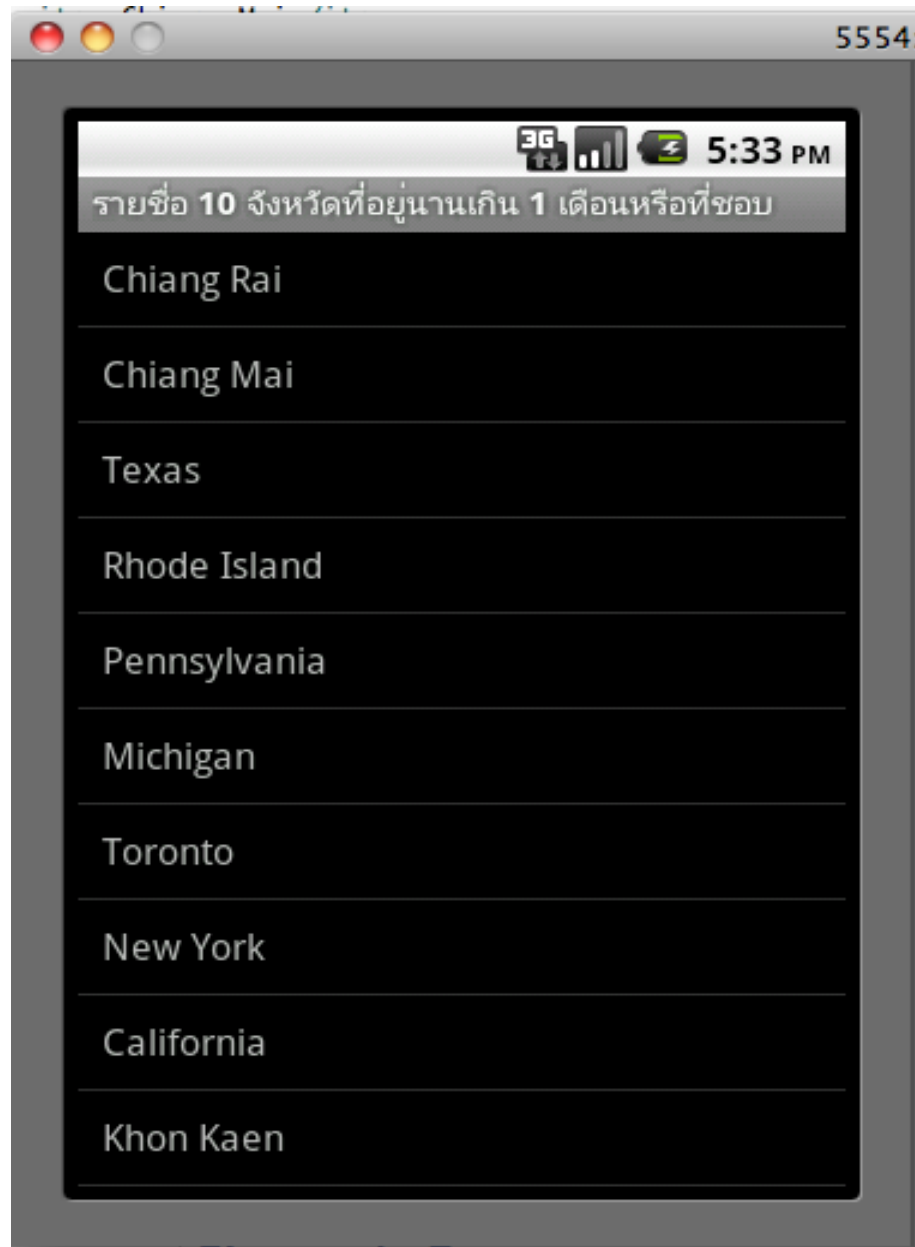 5554:
3G
5:33 PM
รายชื่อ 10 จังหวัดที่อยู่นานเกิน 1 เดือนหรือที่ชอบ
Chiang Rai
Chiang Mai
Texas
Rhode Island
Pennsylvania
Michigan
Toronto
New York
California
Khon Kaen